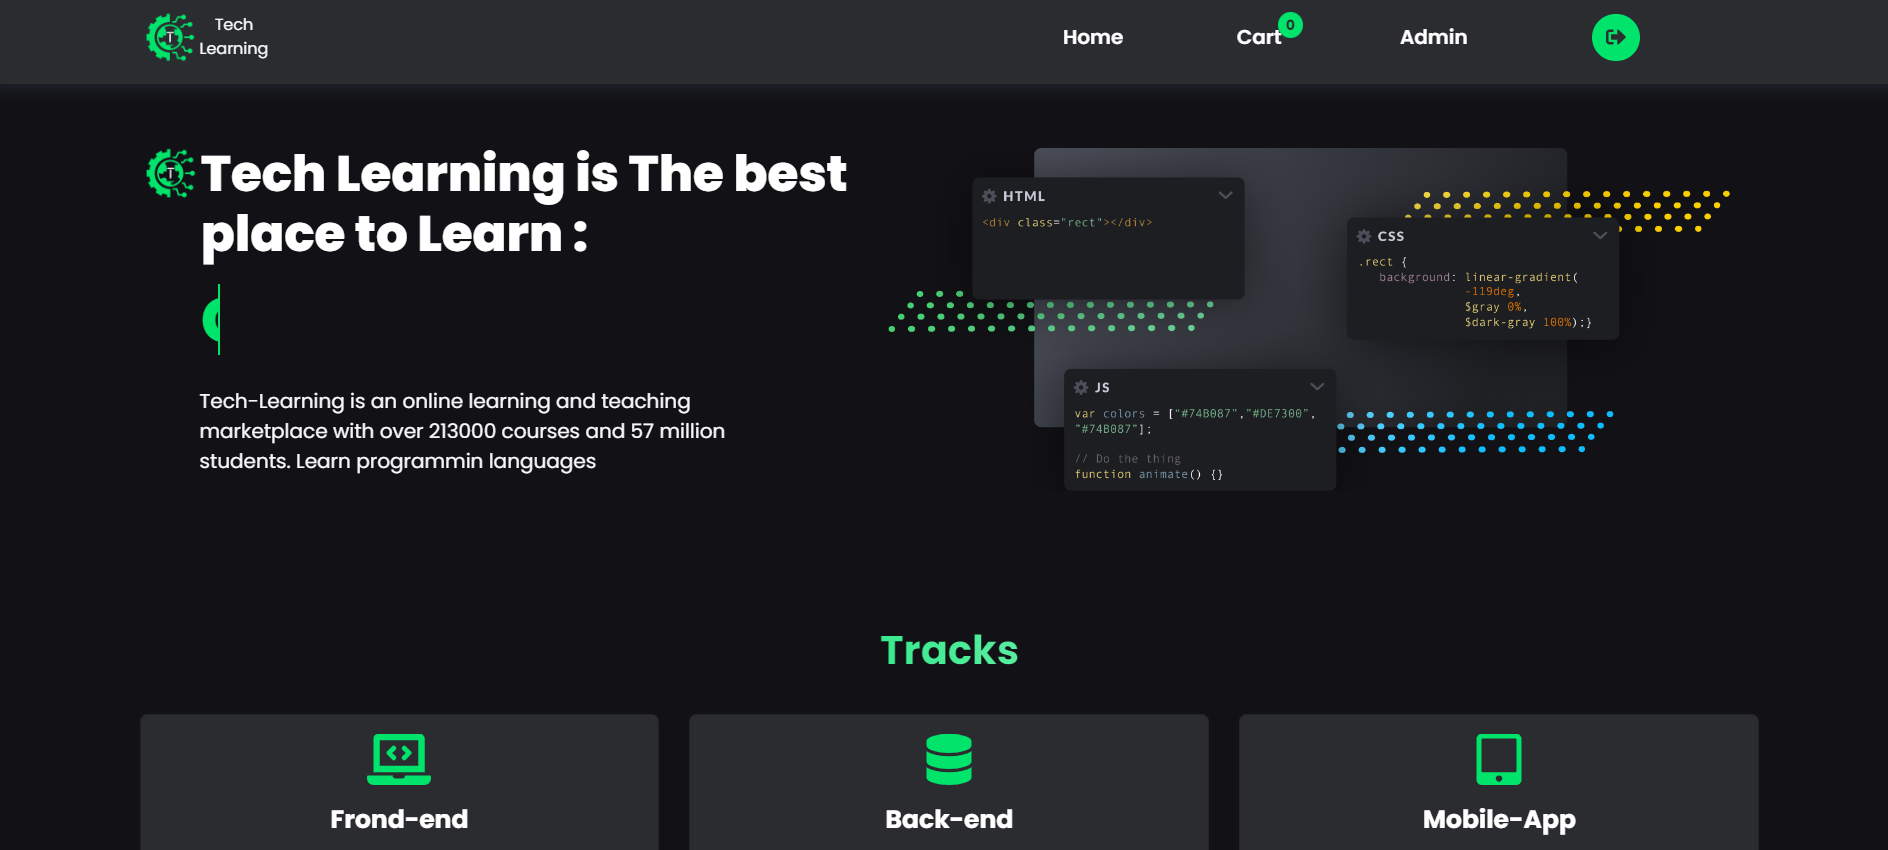 Tech
Learning
Home
Cart
0
Admin
T
T
Tech Learning is The best
place to Learn :
Tech-Learning is an online learning and teaching
marketplace with over 213000 courses and 57 million
students. Learn programmin languages
HTML
<div class="rect"></div>
CSS
.rect {
background: linear-gradient(
-119deg,
$gray 0%,
$dark-gray 100%);}
JS
var colors = ["#74B087","#DE7300",
"#74B087"];
// Do the thing
function animate() {}
Tracks
Frond-end
Back-end
Mobile-App